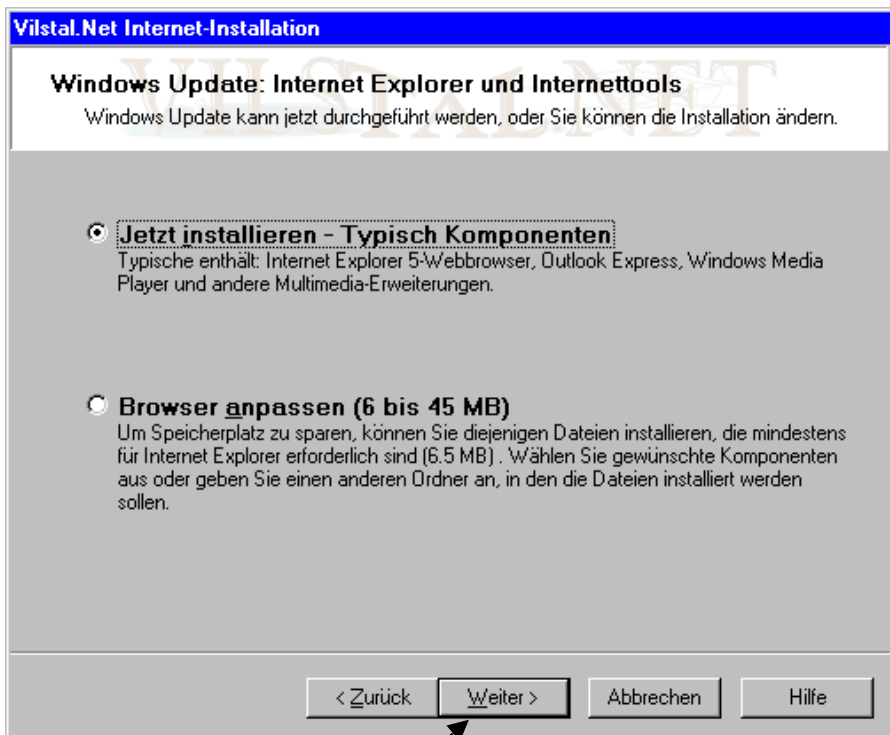 Vilstal.Net Internet-Installation
VILSTALNET
Windows Update: Internet Explorer und Internettools
Windows Update kann jetzt durchgeführt werden, oder Sie können die Installation ändern.
Jetzt installieren - Typisch Komponenten
Typische enthält: Internet Explorer 5-Webbrowser, Outlook Express, Windows Media
Player und andere Multimedia-Erweiterungen.
Browser anpassen (6 bis 45 MB)
Um Speicherplatz zu sparen, können Sie diejenigen Dateien installieren, die mindestens
für Internet Explorer erforderlich sind (6.5 MB) . Wählen Sie gewünschte Komponenten
aus oder geben Sie einen anderen Ordner an, in den die Dateien installiert werden
sollen.
< Zurück Weiter > Abbrechen Hilfe